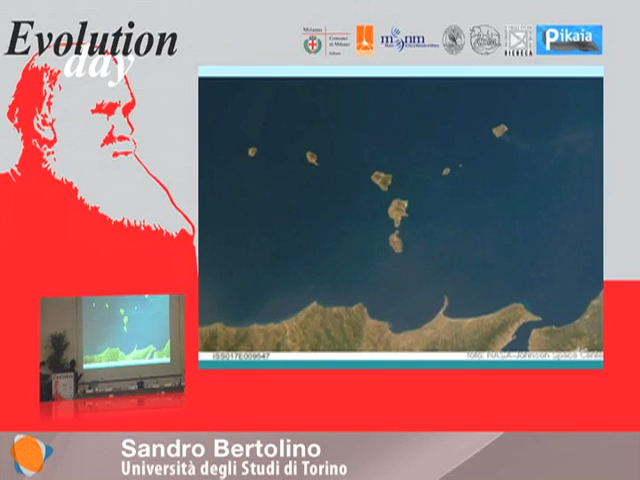 Evolution
day
Milano
Comune
di Milano
Pikaia
BICOCCA
ISS017E009547
foto: NASA-Johnson Space Center
Sandro Bertolino
Università degli Studi di Torino